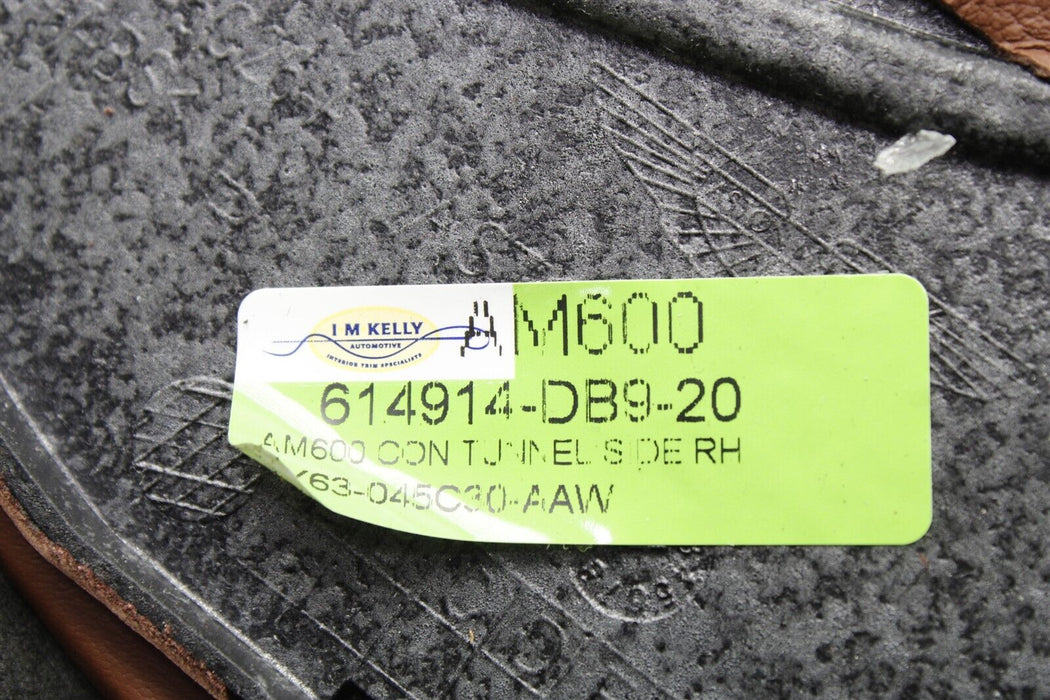 I M KELLY
AUTOMOTIVE
INTERIOR TRIM SPECIALISTS
AM600
614914-DB9-20
AM600 CON TUNNEL SIDE RH
Y63-045C30-AAW